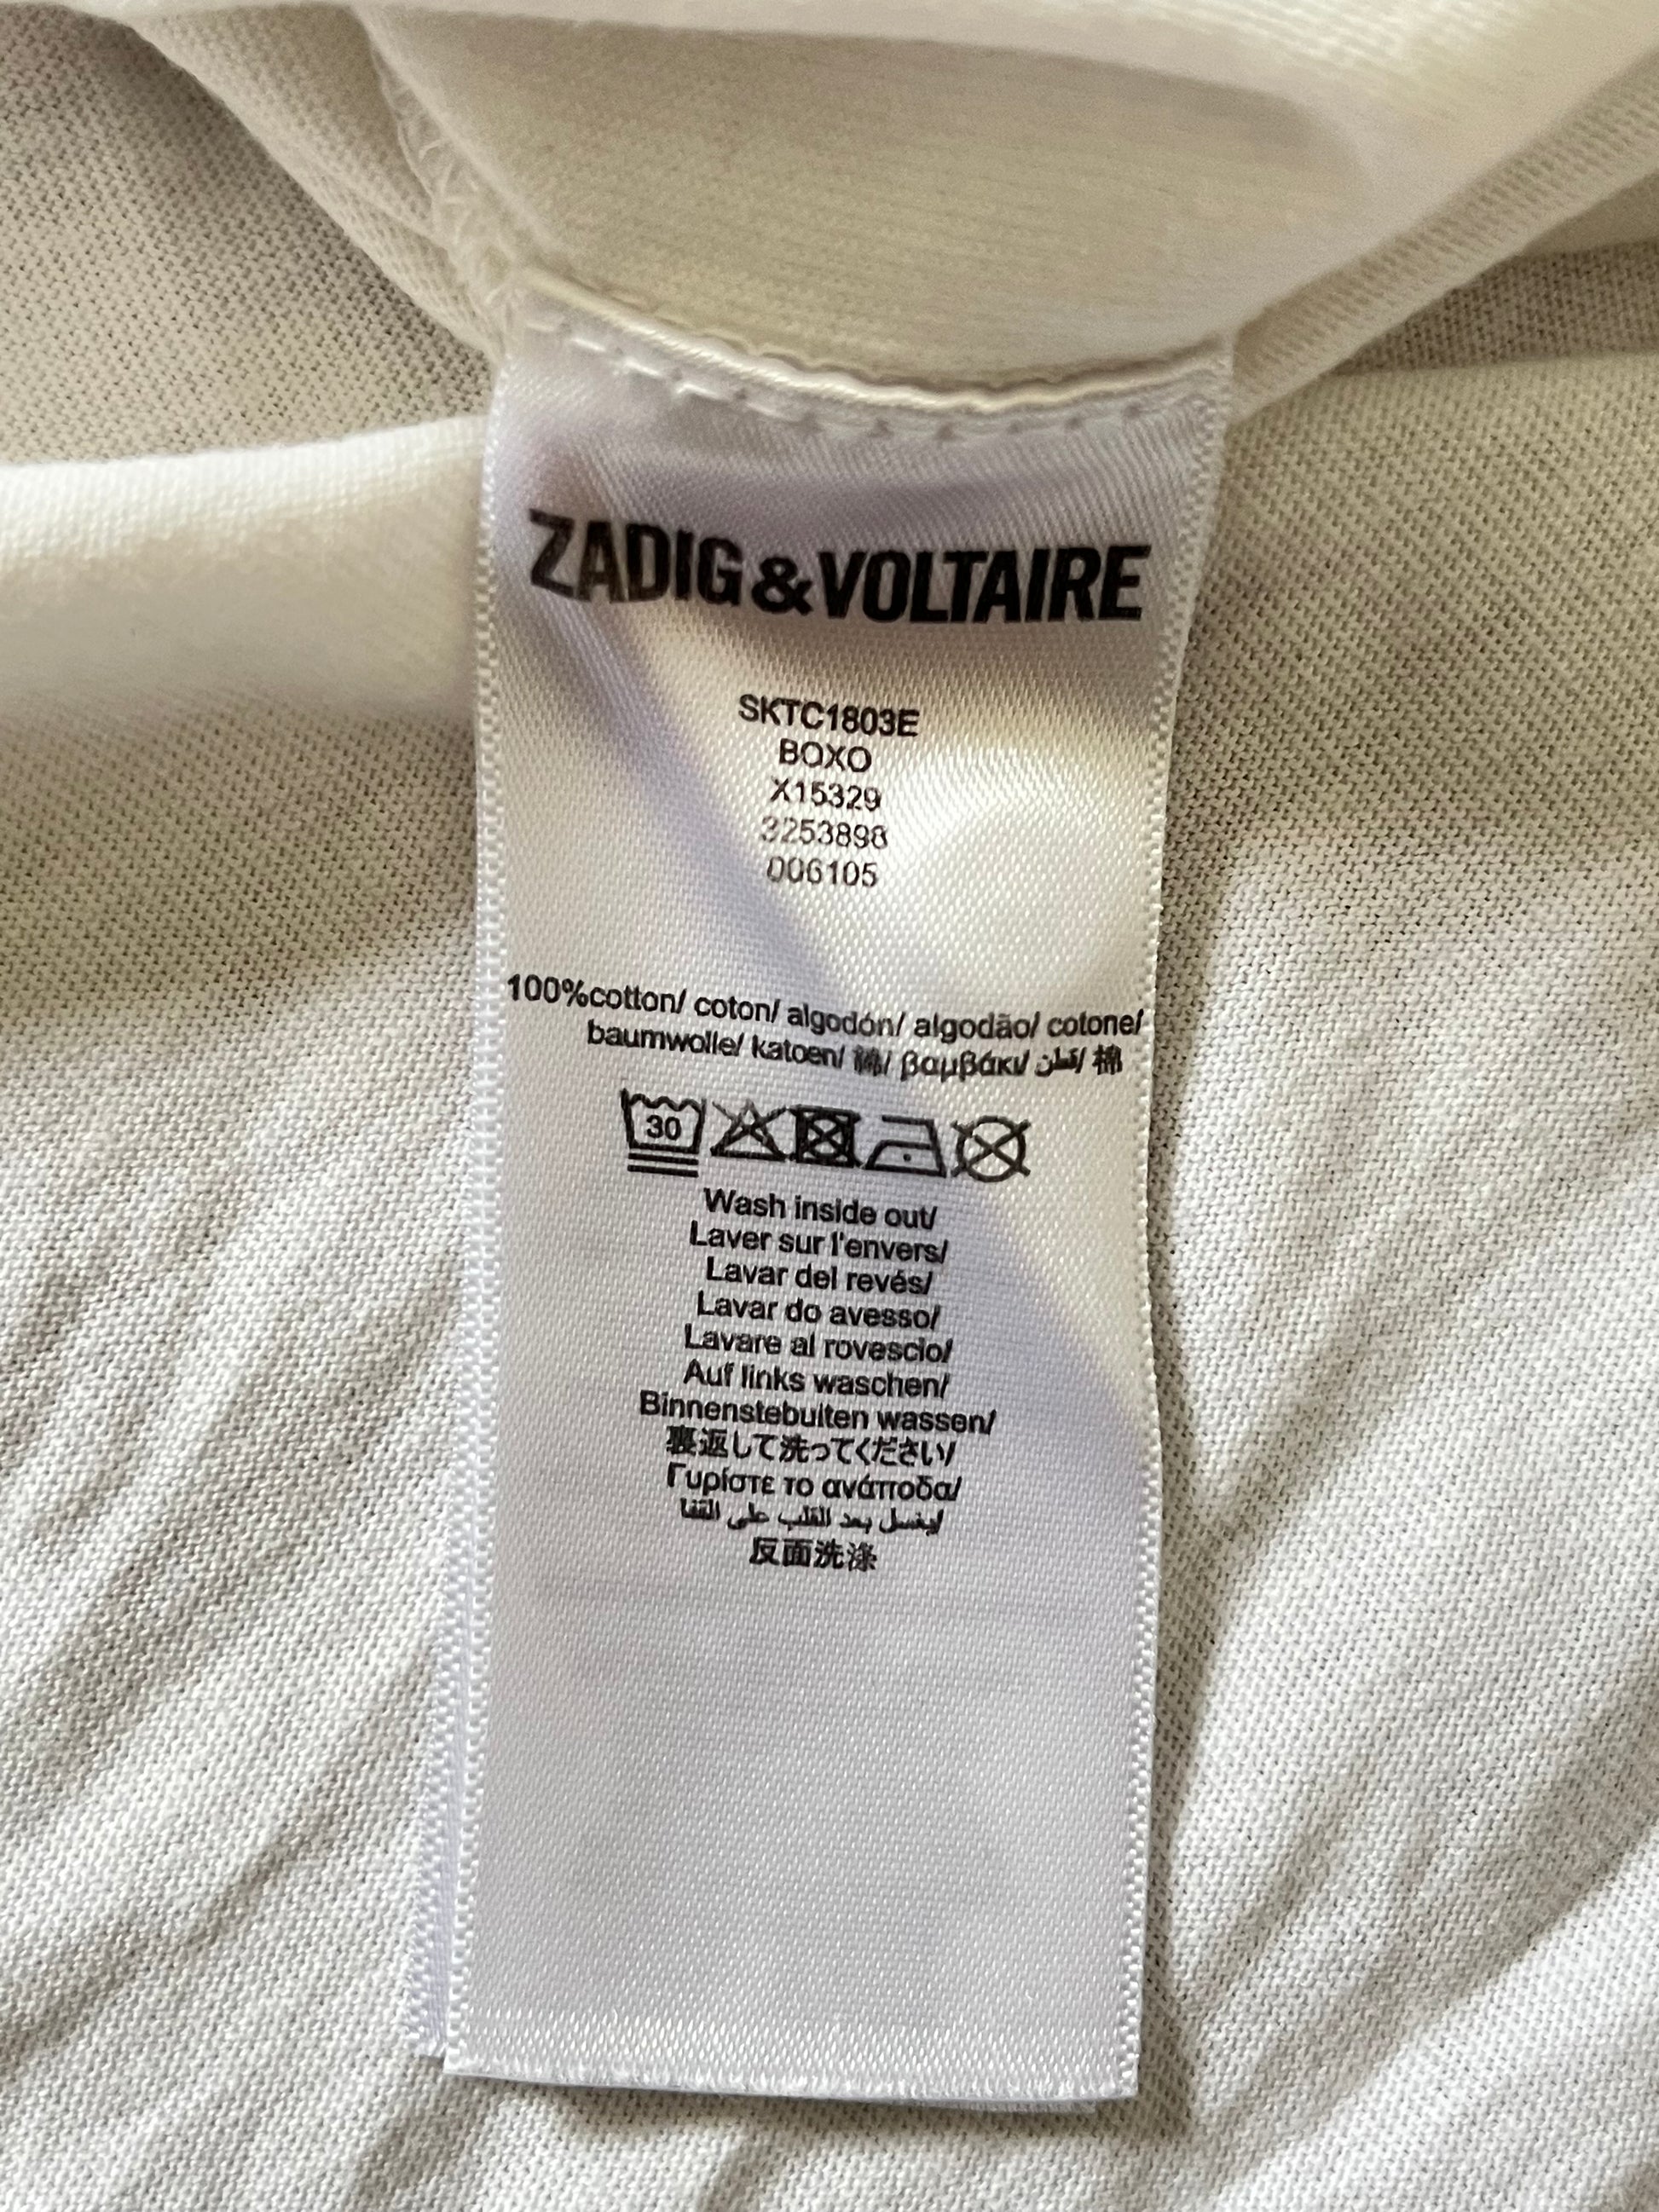 ZADIG&VOLTAIRE
SKTC1803E
BOXO
X15329
3253898
006105
100%cotton/ coton/ algodón/ algodão/ cotone/
baumwolle/ katoen/ 綿/ βαμβάκι/ قطن/ 棉
30
Wash inside out/
Laver sur l'envers/
Lavar del revés/
Lavar do avesso/
Lavare al rovescio/
Auf links waschen/
Binnenstebuiten wassen/
裏返して洗ってください/
Γυρίστε το ανάποδα/
يغسل بعد القلب على القفا/
反面洗涤